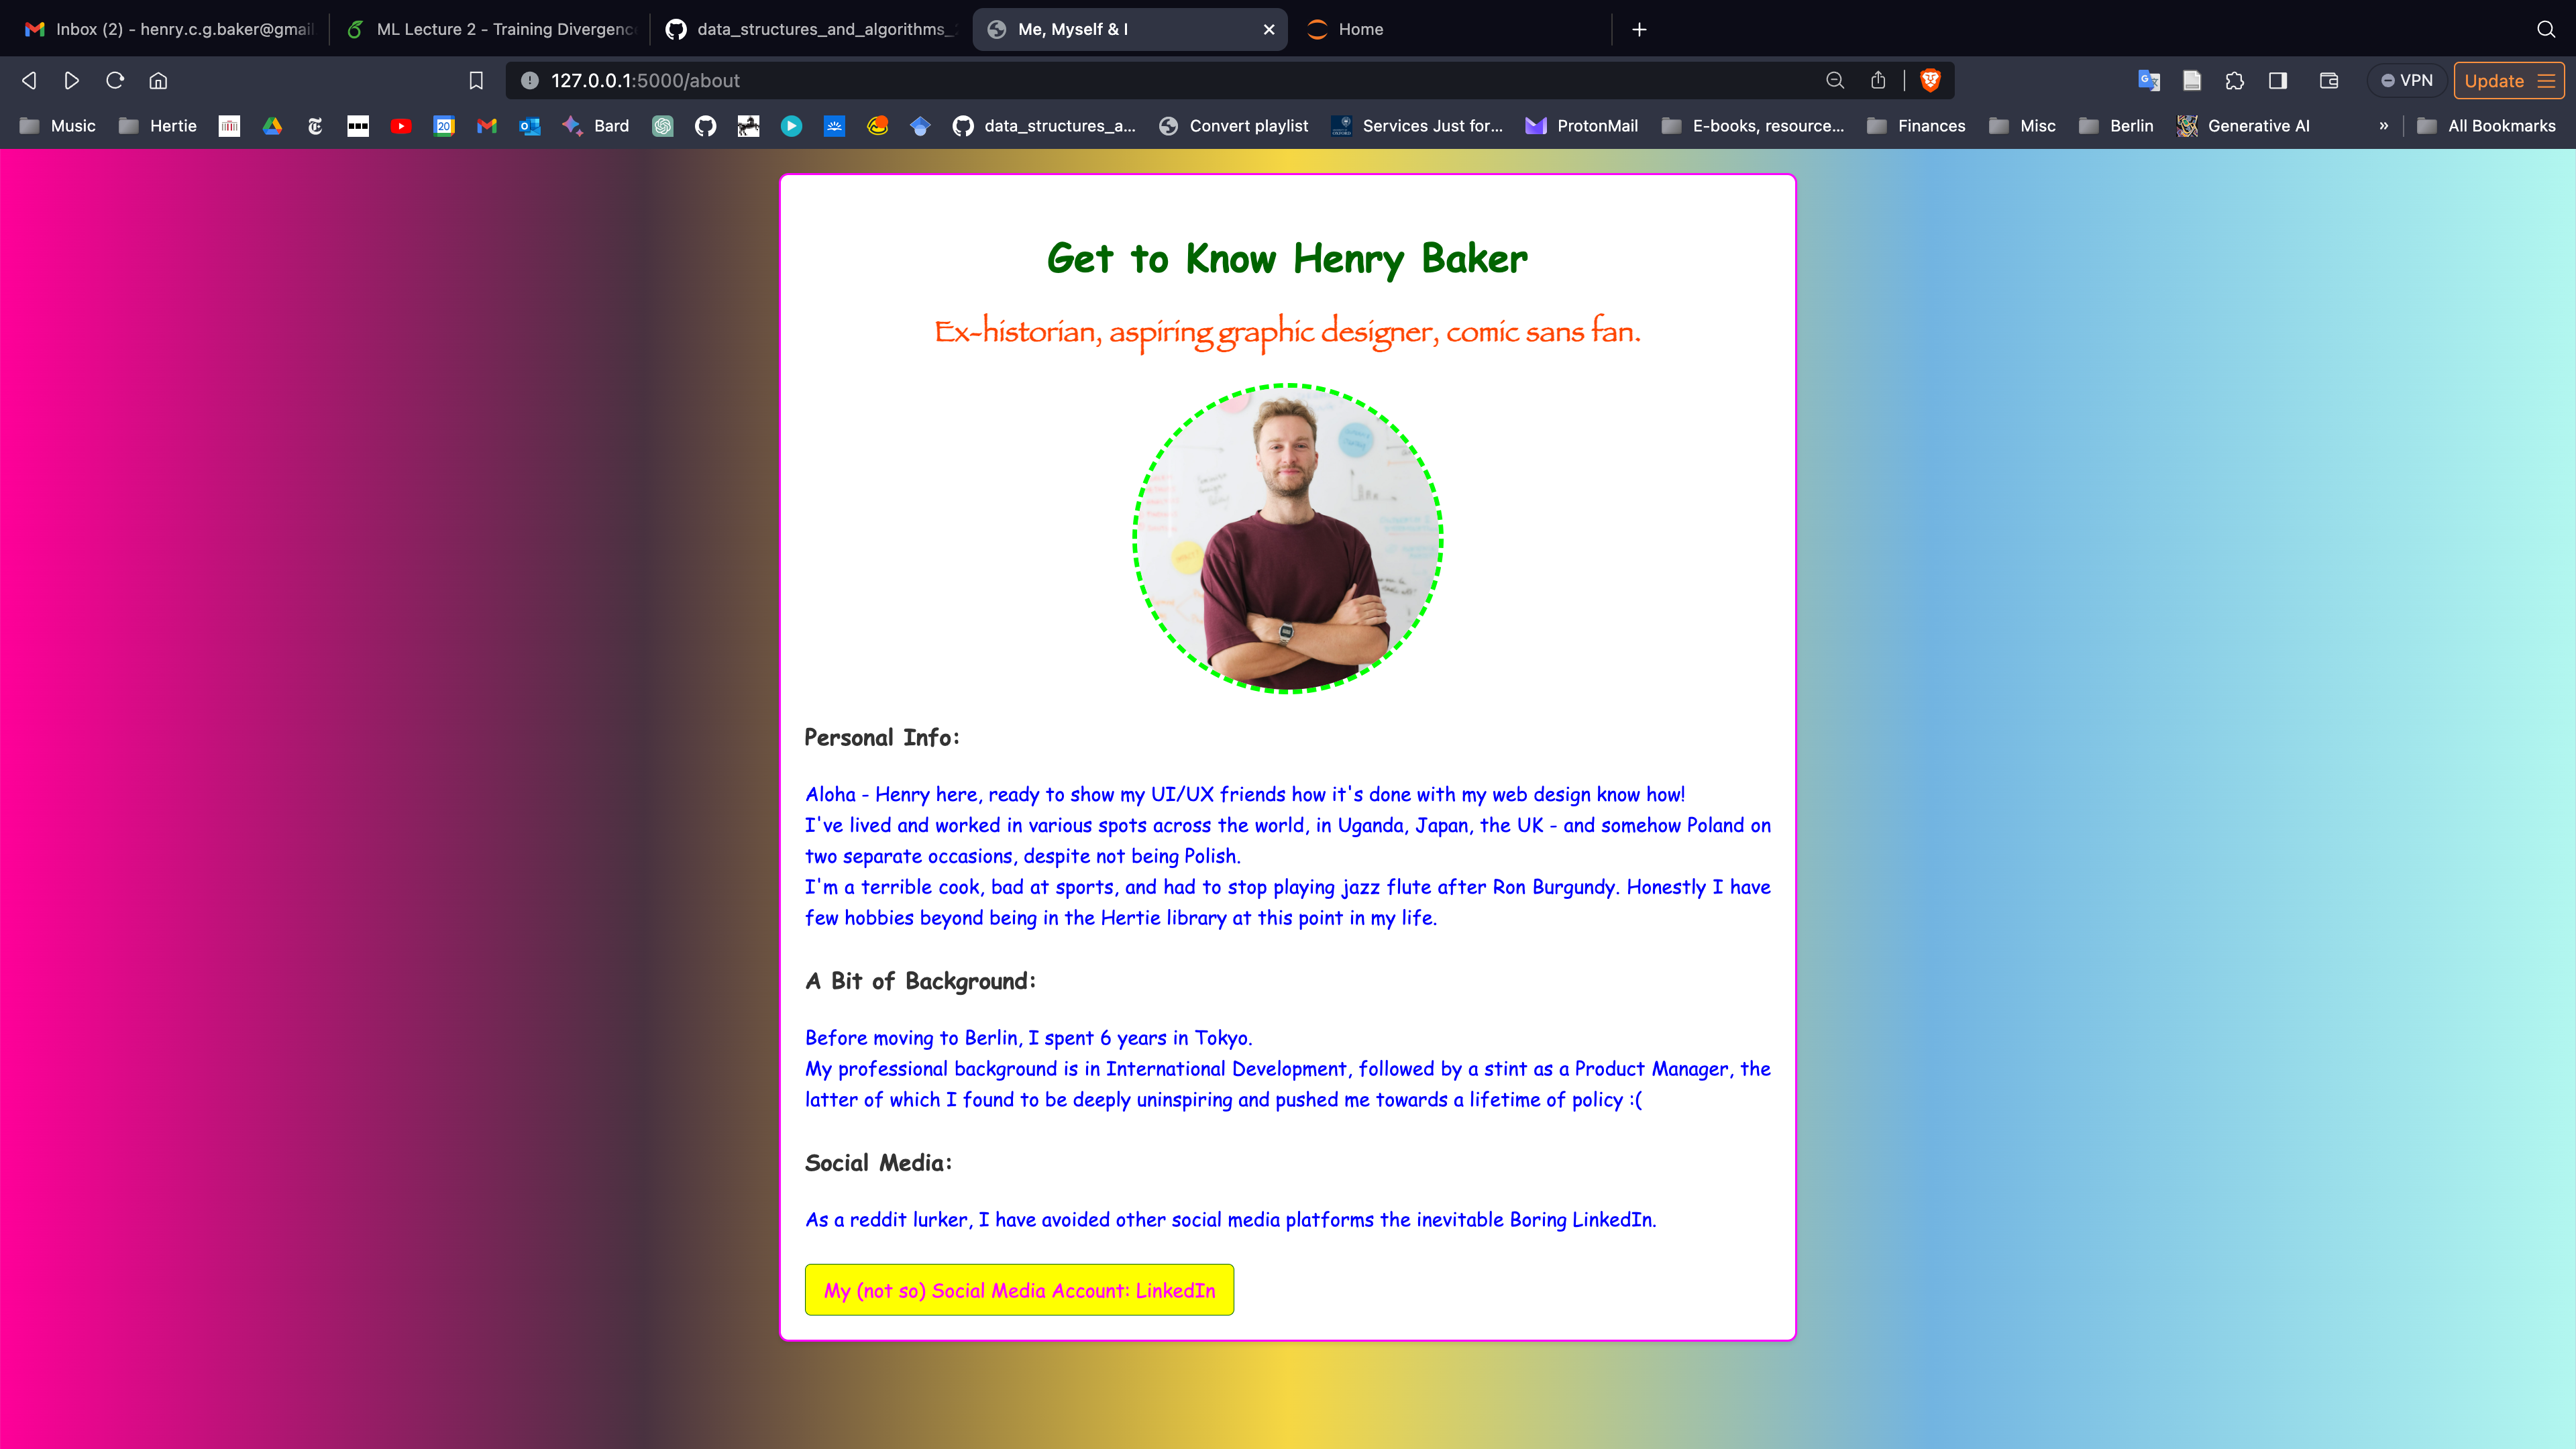 Inbox (2) - henry.c.g.baker@gmail
ML Lecture 2 - Training Divergenc
data_structures_and_algorithms_
Me, Myself & I
Home
127.0.0.1:5000/about
VPN
Update
Music
Hertie
20
Bard
data_structures_a...
Convert playlist
Services Just for...
ProtonMail
E-books, resource...
Finances
Misc
Berlin
Generative AI
»
All Bookmarks
Get to Know Henry Baker
Ex-historian, aspiring graphic designer, comic sans fan.
Personal Info:
Aloha - Henry here, ready to show my UI/UX friends how it's done with my web design know how!
I've lived and worked in various spots across the world, in Uganda, Japan, the UK - and somehow Poland on
two separate occasions, despite not being Polish.
I'm a terrible cook, bad at sports, and had to stop playing jazz flute after Ron Burgundy. Honestly I have
few hobbies beyond being in the Hertie library at this point in my life.
A Bit of Background:
Before moving to Berlin, I spent 6 years in Tokyo.
My professional background is in International Development, followed by a stint as a Product Manager, the
latter of which I found to be deeply uninspiring and pushed me towards a lifetime of policy :(
Social Media:
As a reddit lurker, I have avoided other social media platforms the inevitable Boring LinkedIn.
My (not so) Social Media Account: LinkedIn